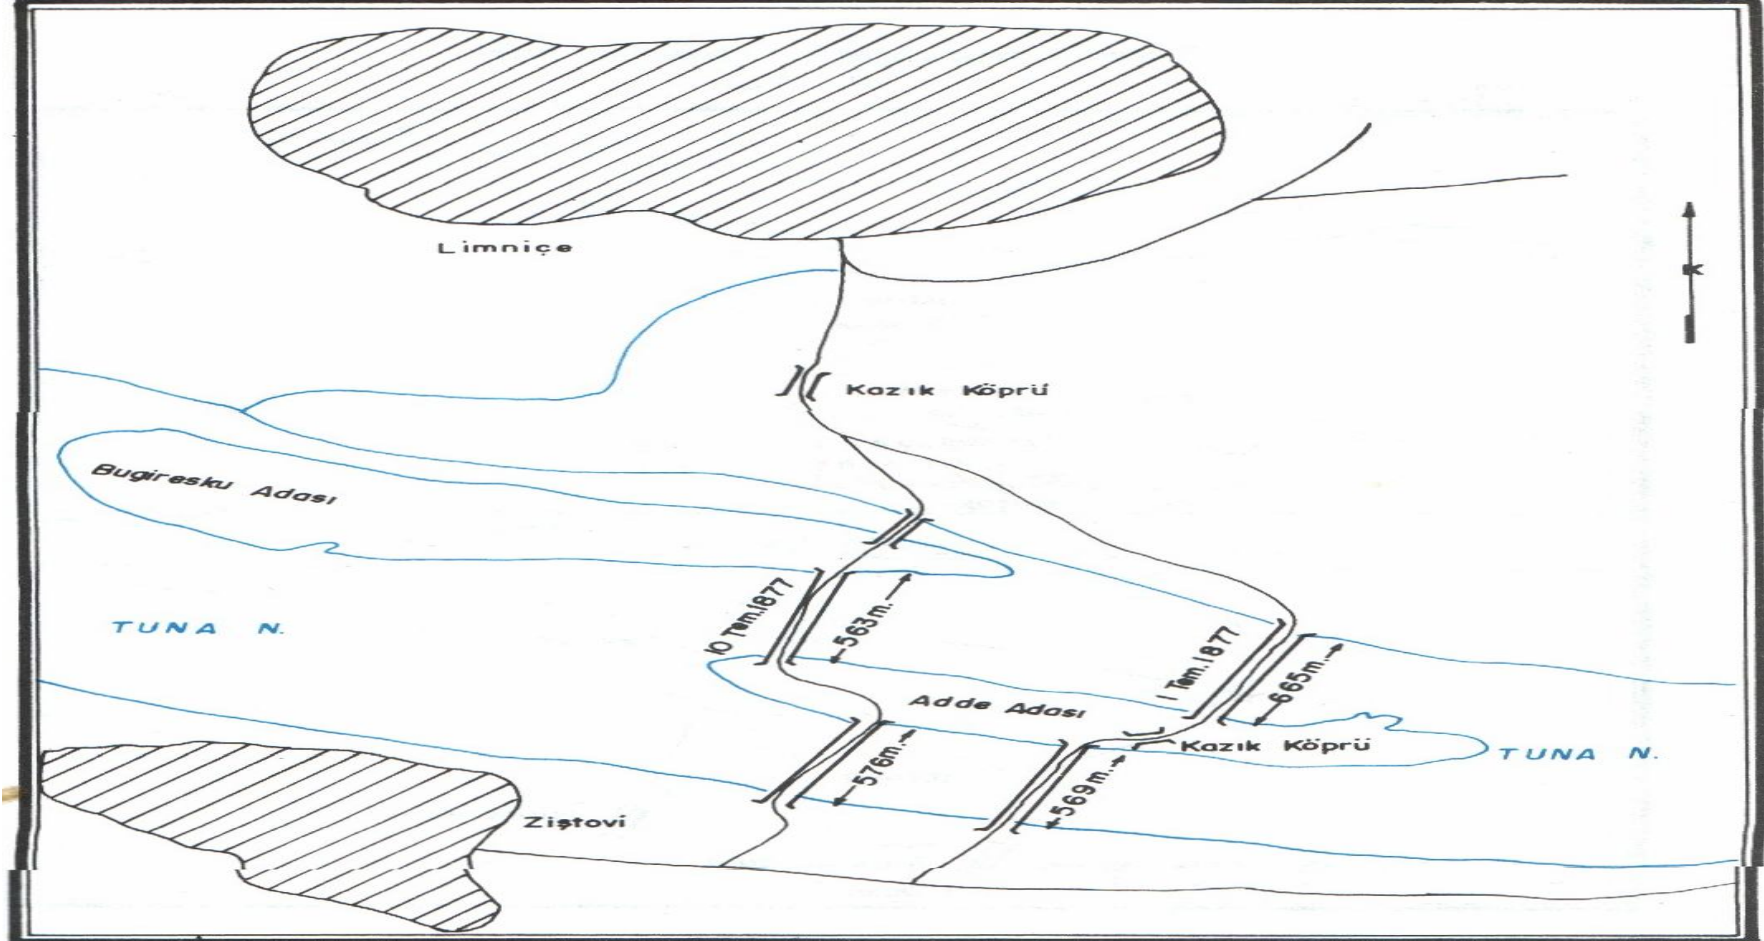 Limniçe
K
Kazık Köprü
Bugiresku Adası
TUNA N.
10 Tem.1877
563m.
1 Tem.1877
665m.
Adde Adası
Kazık Köprü
TUNA N.
576m.
569m.
Ziştovi